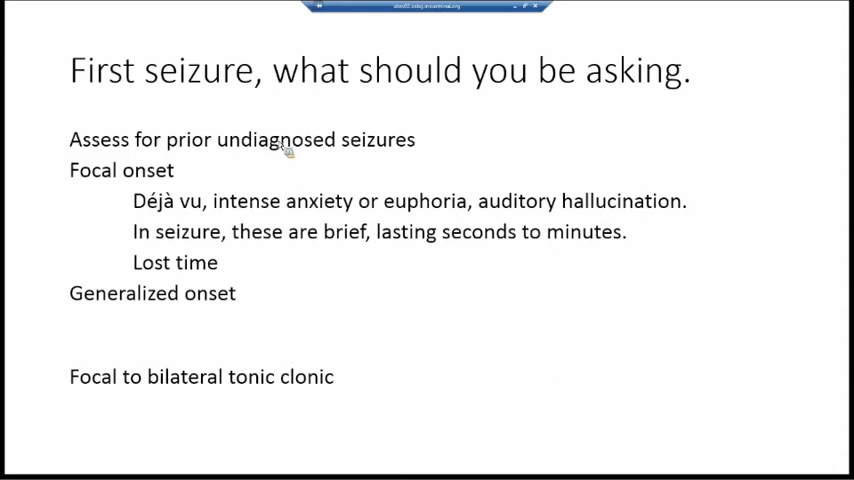 First seizure, what should you be asking.
Assess for prior undiagnosed seizures
Focal onset
Déjà vu, intense anxiety or euphoria, auditory hallucination.
In seizure, these are brief, lasting seconds to minutes.
Lost time
Generalized onset
Focal to bilateral tonic clonic